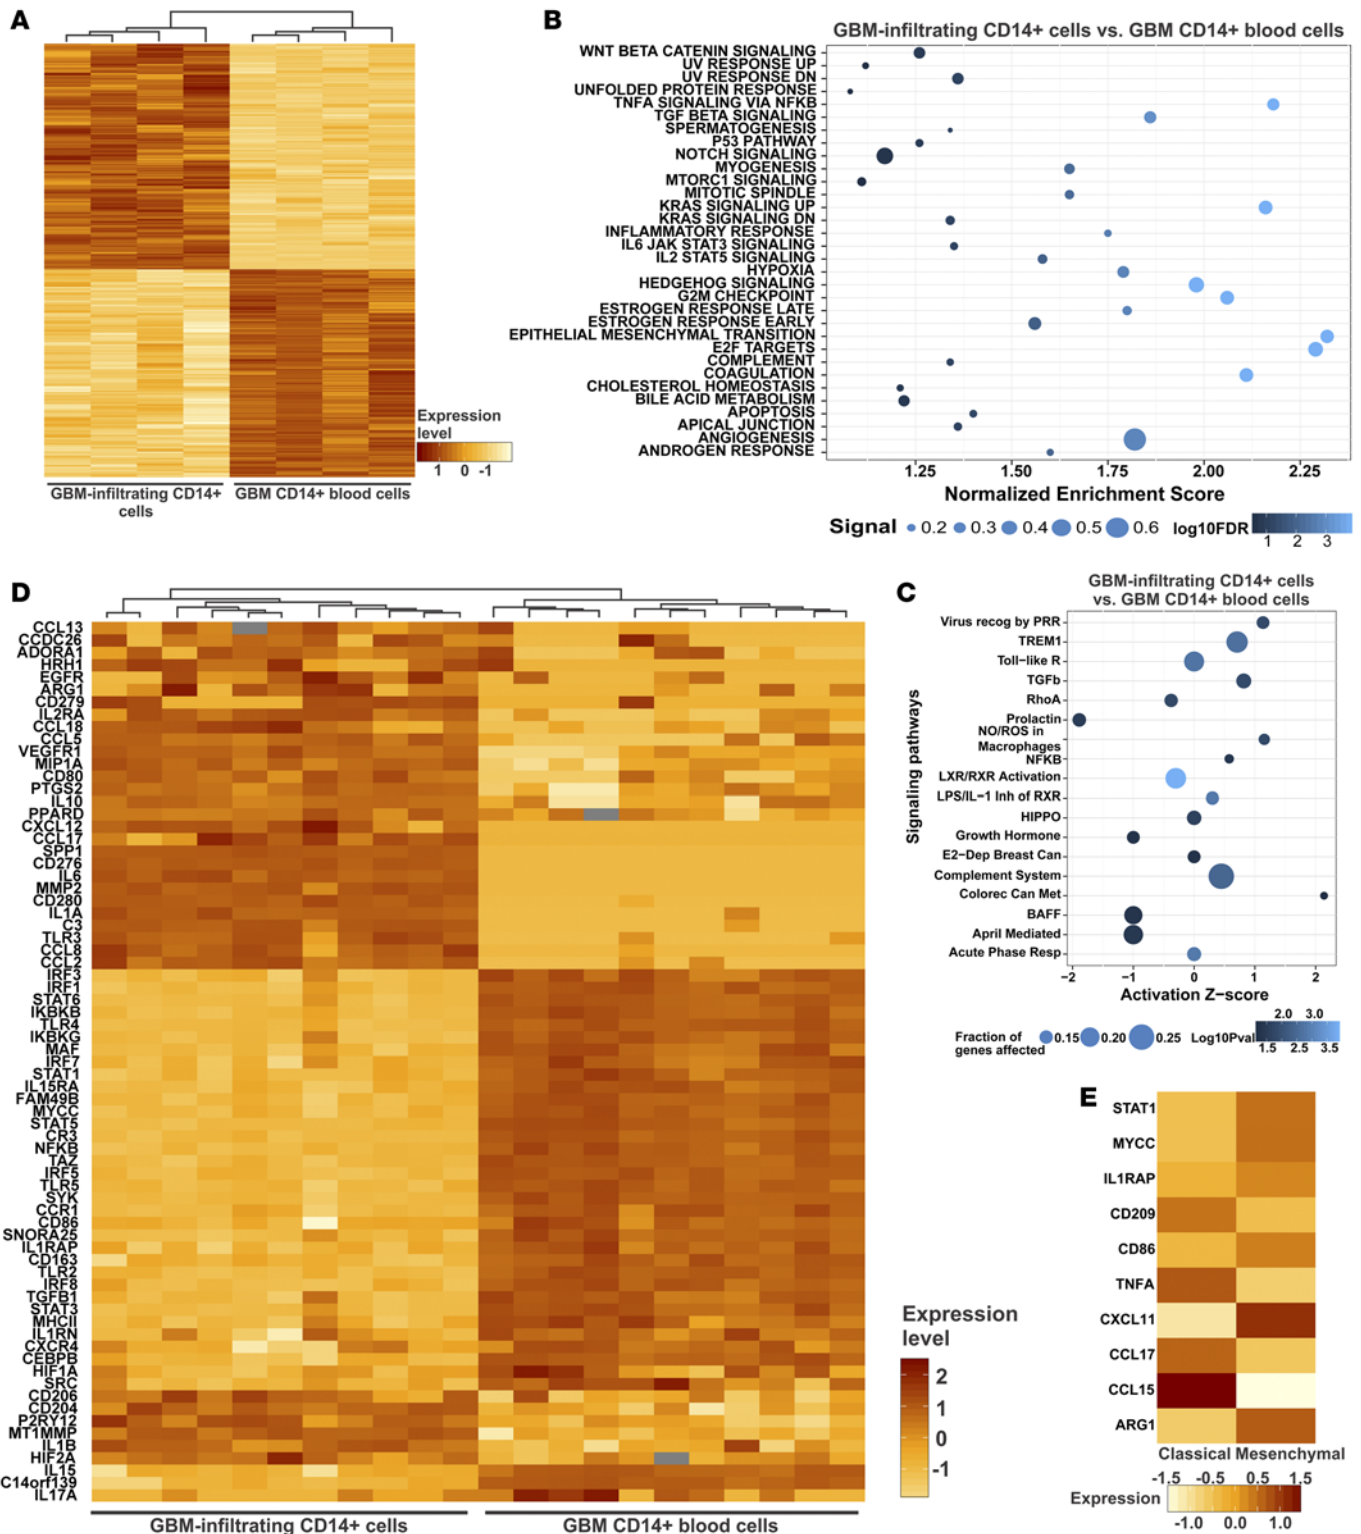 A
Expression
level
1 0 -1
GBM-infiltrating CD14+
cells
GBM CD14+ blood cells
B
GBM-infiltrating CD14+ cells vs. GBM CD14+ blood cells
WNT BETA CATENIN SIGNALING
UV RESPONSE UP
UV RESPONSE DN
UNFOLDED PROTEIN RESPONSE
TNFA SIGNALING VIA NFKB
TGF BETA SIGNALING
SPERMATOGENESIS
P53 PATHWAY
NOTCH SIGNALING
MYOGENESIS
MTORC1 SIGNALING
MITOTIC SPINDLE
KRAS SIGNALING UP
KRAS SIGNALING DN
INFLAMMATORY RESPONSE
IL6 JAK STAT3 SIGNALING
IL2 STAT5 SIGNALING
HYPOXIA
HEDGEHOG SIGNALING
G2M CHECKPOINT
ESTROGEN RESPONSE LATE
ESTROGEN RESPONSE EARLY
EPITHELIAL MESENCHYMAL TRANSITION
E2F TARGETS
COMPLEMENT
COAGULATION
CHOLESTEROL HOMEOSTASIS
BILE ACID METABOLISM
APOPTOSIS
APICAL JUNCTION
ANGIOGENESIS
ANDROGEN RESPONSE
1.25 1.50 1.75 2.00 2.25
Normalized Enrichment Score
Signal 0.2 0.3 0.4 0.5 0.6 log10FDR
1 2 3
C
GBM-infiltrating CD14+ cells
vs. GBM CD14+ blood cells
Signaling pathways
Virus recog by PRR
TREM1
Toll−like R
TGFb
RhoA
Prolactin
NO/ROS in
Macrophages
NFKB
LXR/RXR Activation
LPS/IL−1 Inh of RXR
HIPPO
Growth Hormone
E2−Dep Breast Can
Complement System
Colorec Can Met
BAFF
April Mediated
Acute Phase Resp
−2 −1 0 1 2
Activation Z−score
Fraction of
genes affected
0.15 0.20 0.25 Log10Pval
2.0 3.0
1.5 2.5 3.5
D
CCL13
CCDC26
ADORA1
HRH1
EGFR
ARG1
CD279
IL2RA
CCL18
CCL5
VEGFR1
MIP1A
CD80
PTGS2
IL10
PPARD
CXCL12
CCL17
SPP1
CD276
IL6
MMP2
CD280
IL1A
C3
TLR3
CCL8
CCL2
IRF3
IRF1
STAT6
IKBKB
TLR4
IKBKG
MAF
IRF7
STAT1
IL15RA
FAM49B
MYCC
STAT5
CR3
NFKB
TAZ
IRF5
TLR5
SYK
CCR1
CD86
SNORA25
IL1RAP
CD163
TLR2
IRF8
TGFB1
STAT3
MHCII
IL1RN
CXCR4
CEBPB
HIF1A
SRC
CD206
CD204
P2RY12
MT1MMP
IL1B
HIF2A
IL15
C14orf139
IL17A
GBM-infiltrating CD14+ cells
GBM CD14+ blood cells
Expression
level
2
1
0
-1
E
STAT1
MYCC
IL1RAP
CD209
CD86
TNFA
CXCL11
CCL17
CCL15
ARG1
Classical Mesenchymal
-1.5 -0.5 0.5 1.5
Expression
-1.0 0.0 1.0